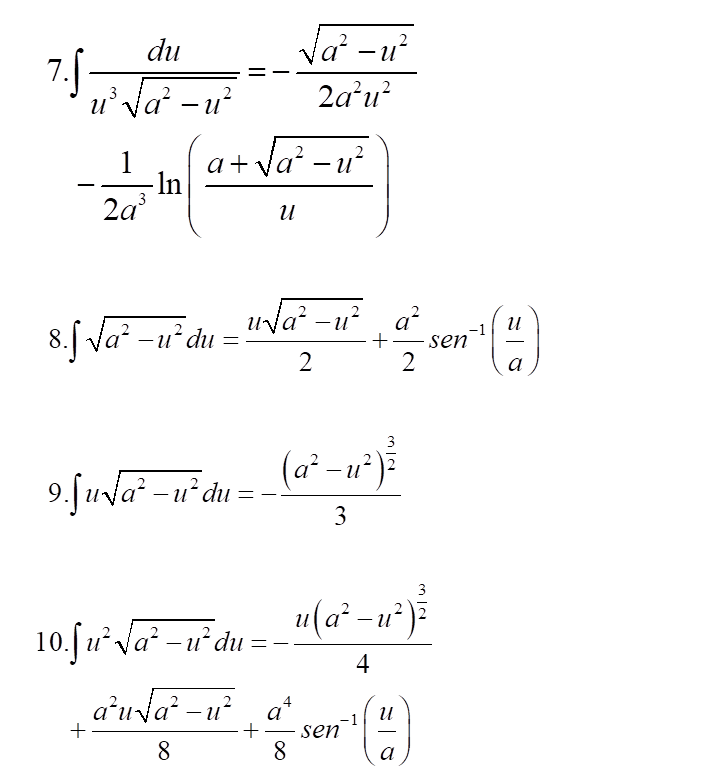 7.∫ du / (u³√(a² – u²)) = – √(a² – u²) / (2a²u²)
– 1/(2a³) ln( (a + √(a² – u²)) / u )
8.∫ √(a² – u²) du = u√(a² – u²) / 2 + a²/2 sen⁻¹(u/a)
9.∫ u√(a² – u²) du = – (a² – u²)^(3/2) / 3
10.∫ u²√(a² – u²) du = – u(a² – u²)^(3/2) / 4
+ a²u√(a² – u²) / 8 + a⁴/8 sen⁻¹(u/a)